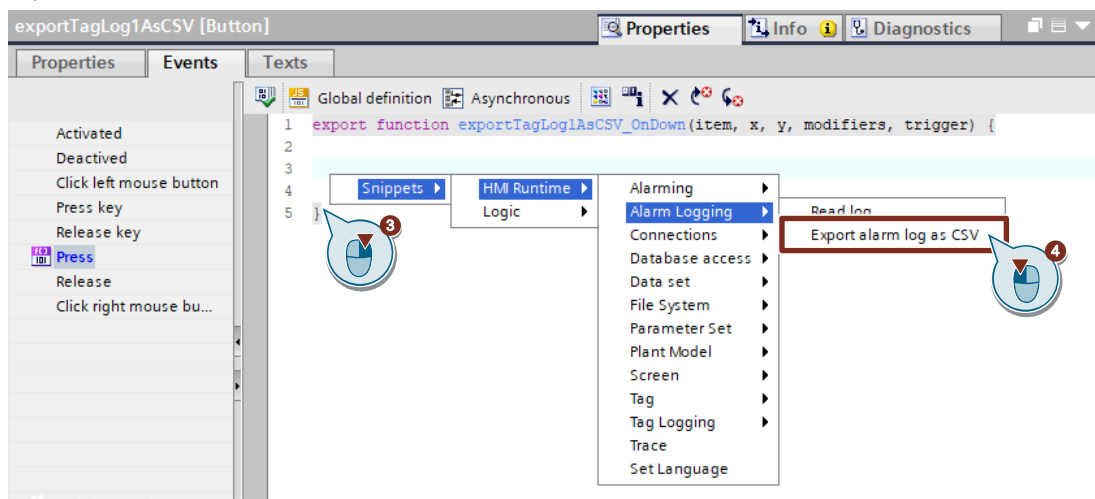 exportTagLog1AsCSV [Button]
Properties
Info
Diagnostics
Properties
Events
Texts
Global definition
Asynchronous
Activated
Deactived
Click left mouse button
Press key
Release key
Press
Release
Click right mouse bu...
1 export function exportTagLog1AsCSV_OnDown(item, x, y, modifiers, trigger) {
2
3
4
5 }
Snippets
HMI Runtime
Logic
Alarming
Alarm Logging
Connections
Database access
Data set
File System
Parameter Set
Plant Model
Screen
Tag
Tag Logging
Trace
Set Language
Read log
Export alarm log as CSV
3
4